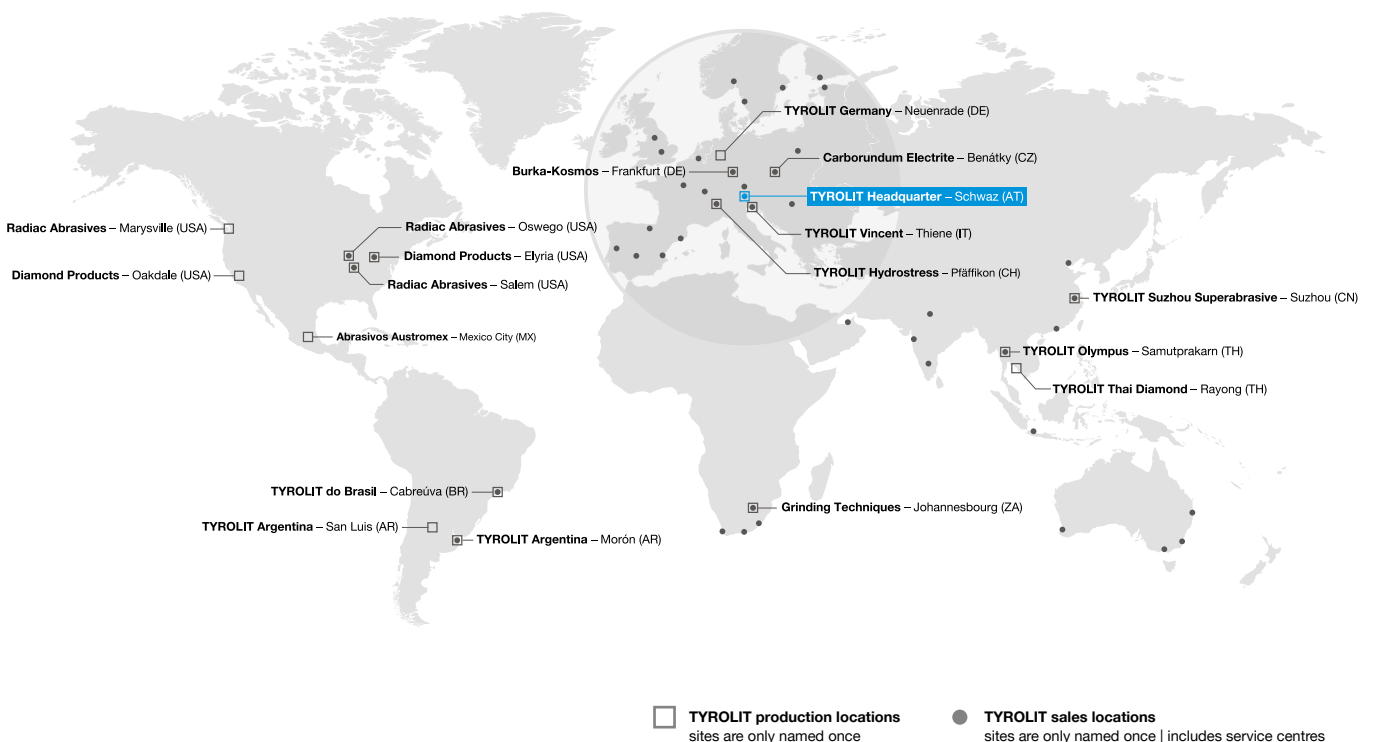 TYROLIT Germany – Neuenrade (DE)
Carborundum Electrite – Benátky (CZ)
Burka-Kosmos – Frankfurt (DE)
TYROLIT Headquarter – Schwaz (AT)
Radiac Abrasives – Marysville (USA)
Radiac Abrasives – Oswego (USA)
TYROLIT Vincent – Thiene (IT)
Diamond Products – Elyria (USA)
Diamond Products – Oakdale (USA)
TYROLIT Hydrostress – Pfäffikon (CH)
Radiac Abrasives – Salem (USA)
TYROLIT Suzhou Superabrasive – Suzhou (CN)
Abrasivos Austromex – Mexico City (MX)
TYROLIT Olympus – Samutprakarn (TH)
TYROLIT Thai Diamond – Rayong (TH)
TYROLIT do Brasil – Cabreúva (BR)
Grinding Techniques – Johannesbourg (ZA)
TYROLIT Argentina – San Luis (AR)
TYROLIT Argentina – Morón (AR)
TYROLIT production locations
sites are only named once
TYROLIT sales locations
sites are only named once | includes service centres